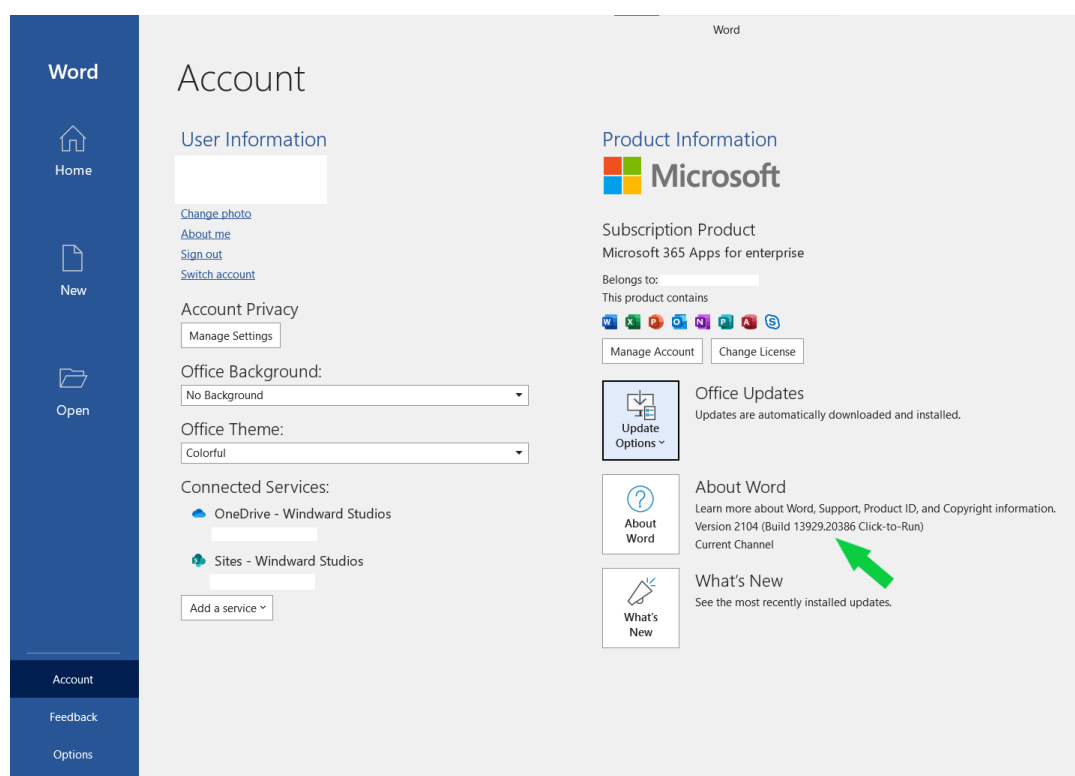 Word
Word
Home
New
Open
Account
Feedback
Options
Account
User Information
Change photo
About me
Sign out
Switch account
Account Privacy
Manage Settings
Office Background:
No Background
Office Theme:
Colorful
Connected Services:
OneDrive - Windward Studios
Sites - Windward Studios
Add a service
Product Information
Microsoft
Subscription Product
Microsoft 365 Apps for enterprise
Belongs to:
This product contains
W X P O N P A S
Manage Account
Change License
Update
Options
Office Updates
Updates are automatically downloaded and installed.
About
Word
About Word
Learn more about Word, Support, Product ID, and Copyright information.
Version 2104 (Build 13929.20386 Click-to-Run)
Current Channel
What's
New
What's New
See the most recently installed updates.